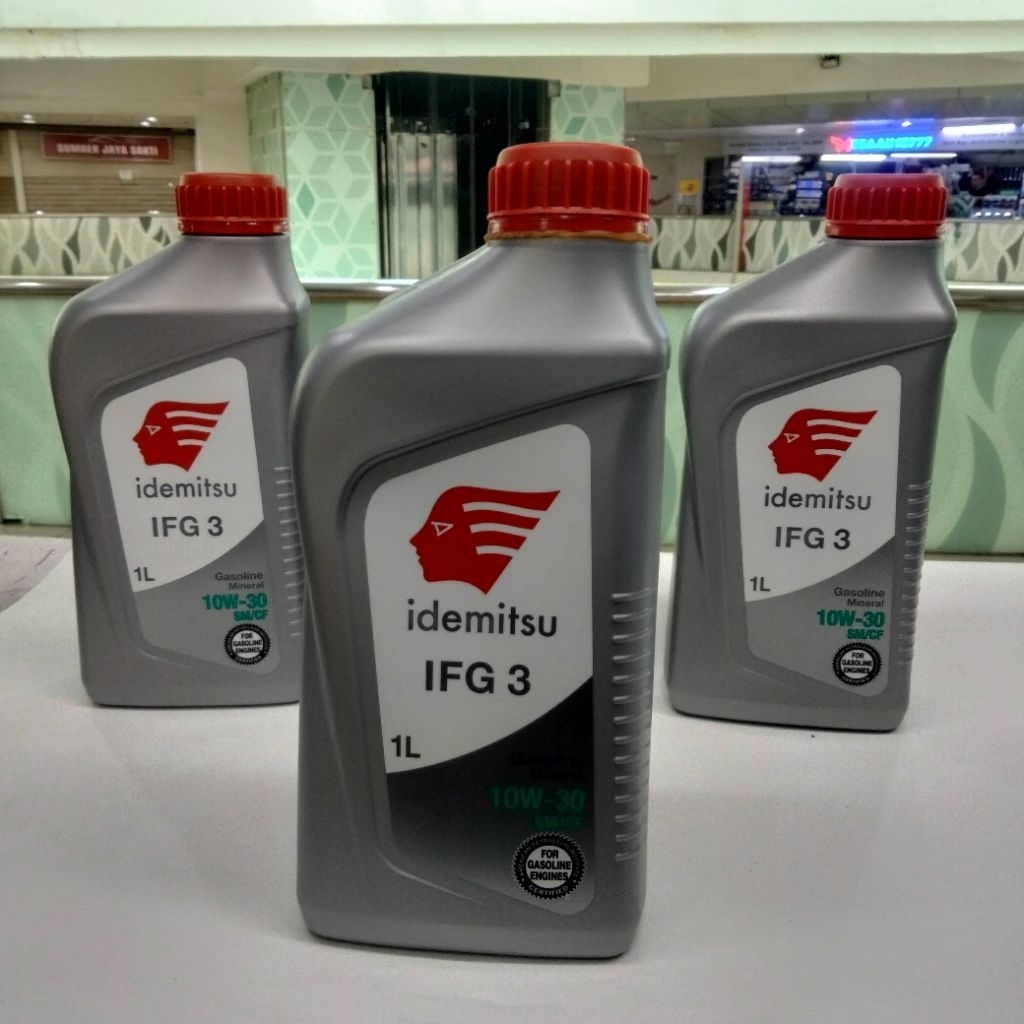 SUMBER JAYA SAKTI
idemitsu
IFG 3
1L
Gasoline
Mineral
10W-30
SM/CF
FOR
GASOLINE
ENGINES
idemitsu
IFG 3
1L
Gasoline
Mineral
10W-30
SM/CF
FOR
GASOLINE
ENGINES
CERTIFIED
idemitsu
IFG 3
1L
Gasoline
Mineral
10W-30
SM/CF
FOR
GASOLINE
ENGINES